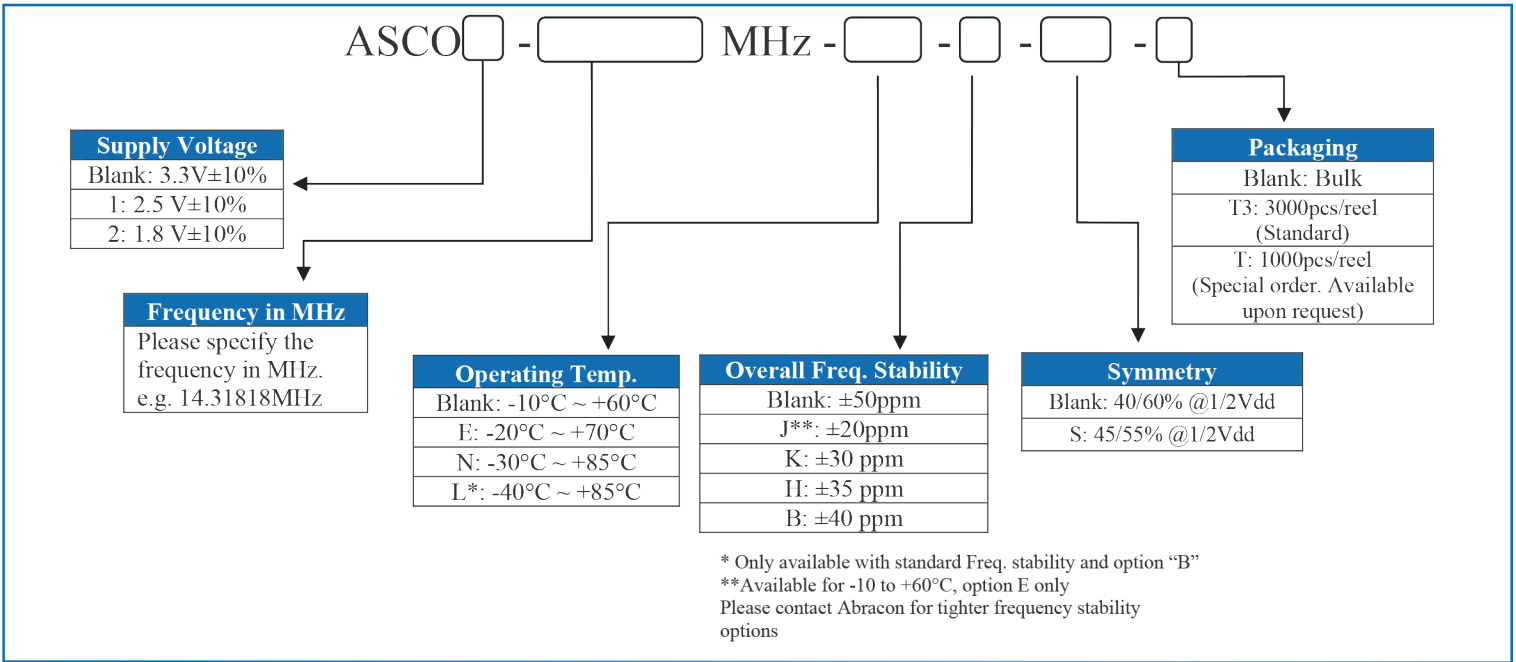 ASCO - MHz - - - -
Supply Voltage
Blank: 3.3V±10%
1: 2.5 V±10%
2: 1.8 V±10%
Frequency in MHz
Please specify the
frequency in MHz.
e.g. 14.31818MHz
Operating Temp.
Blank: -10°C ~ +60°C
E: -20°C ~ +70°C
N: -30°C ~ +85°C
L*: -40°C ~ +85°C
Overall Freq. Stability
Blank: ±50ppm
J**: ±20ppm
K: ±30 ppm
H: ±35 ppm
B: ±40 ppm
Symmetry
Blank: 40/60% @1/2Vdd
S: 45/55% @1/2Vdd
Packaging
Blank: Bulk
T3: 3000pcs/reel
(Standard)
T: 1000pcs/reel
(Special order. Available
upon request)
* Only available with standard Freq. stability and option “B”
**Available for -10 to +60°C, option E only
Please contact Abracon for tighter frequency stability
options